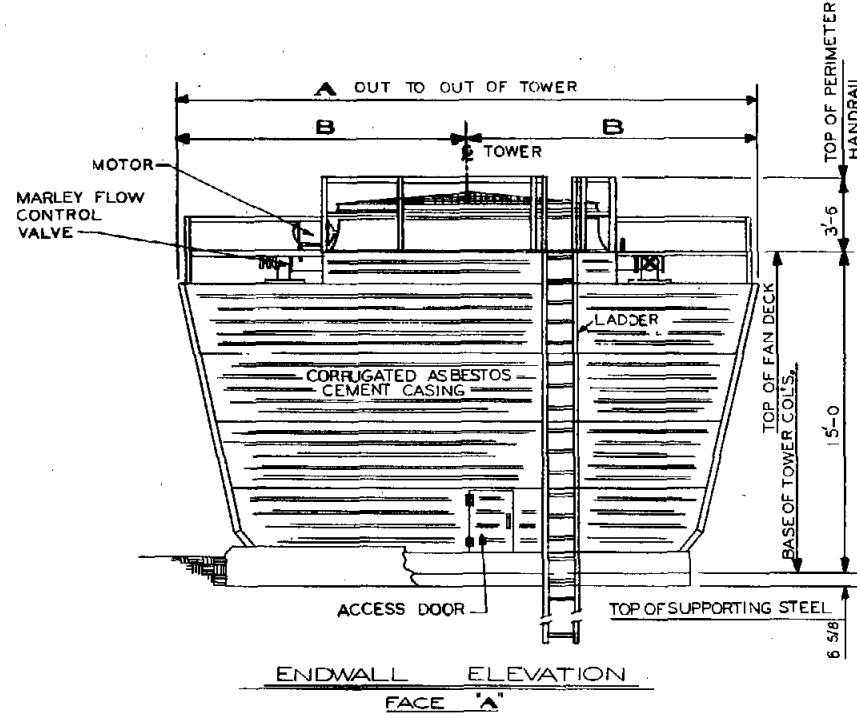 A OUT TO OUT OF TOWER
B
B
℄ TOWER
MOTOR
MARLEY FLOW
CONTROL
VALVE
TOP OF PERIMETER
HANDRAIL
3'-6
LADDER
CORRUGATED ASBESTOS
CEMENT CASING
TOP OF FAN DECK
BASE OF TOWER COL'S.
15'-0
ACCESS DOOR
TOP OF SUPPORTING STEEL
6 5/8
ENDWALL ELEVATION
FACE "A"